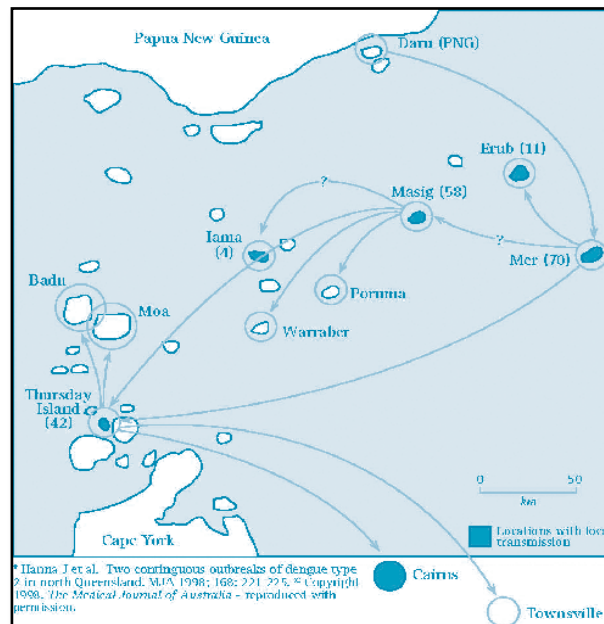 Papua New Guinea
Daru (PNG)
Erub (11)
?
Masig (58)
Iama
(4)
?
Mer (70)
Badu
Poruma
Moa
Warraber
Thursday
Island
(42)
0 50
km
Cape York
Locations with loc
transmission
* Hanna J et al. Two contiguous outbreaks of dengue type
2 in north Queensland. MJA 1998; 168: 221-225. © Copyright
1998. The Medical Journal of Australia – reproduced with
permission.
Cairns
Townsville